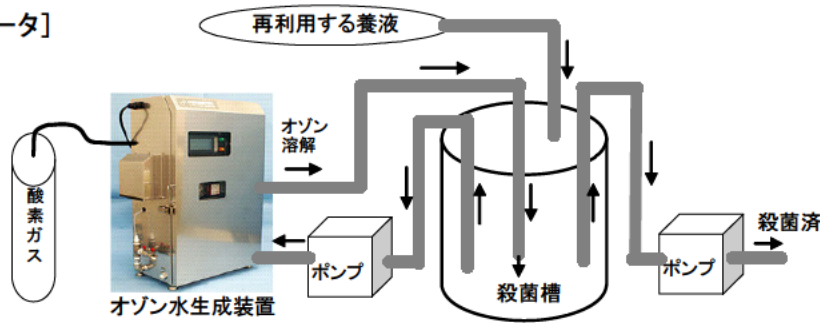 ータ]
再利用する養液
オゾン
溶解
酸素ガス
ポンプ
オゾン水生成装置
殺菌槽
ポンプ
殺菌済